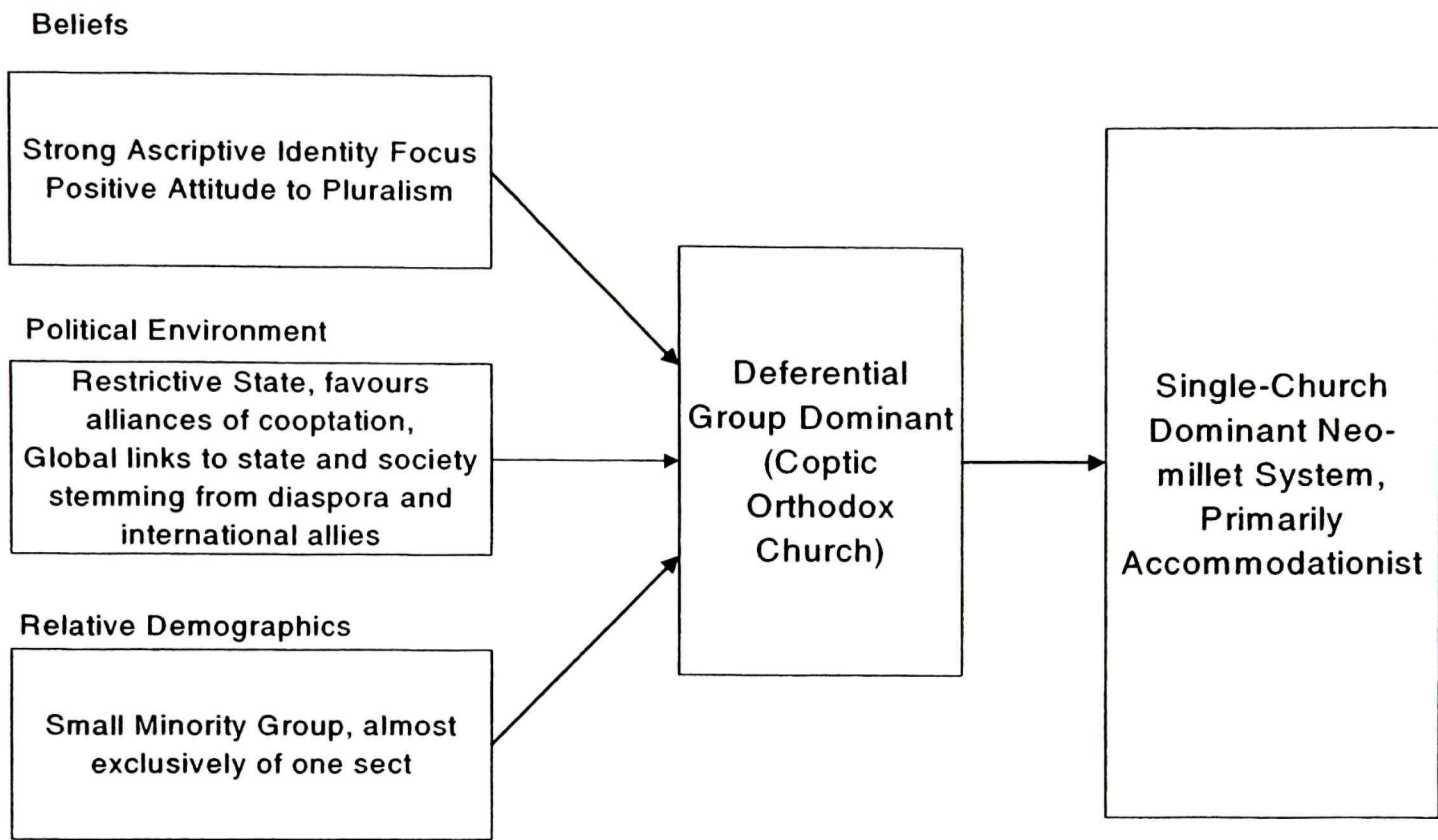 Beliefs
Strong Ascriptive Identity Focus
Positive Attitude to Pluralism
Political Environment
Restrictive State, favours
alliances of cooptation,
Global links to state and society
stemming from diaspora and
international allies
Relative Demographics
Small Minority Group, almost
exclusively of one sect
Deferential
Group Dominant
(Coptic
Orthodox
Church)
Single-Church
Dominant Neo-
millet System,
Primarily
Accommodationist